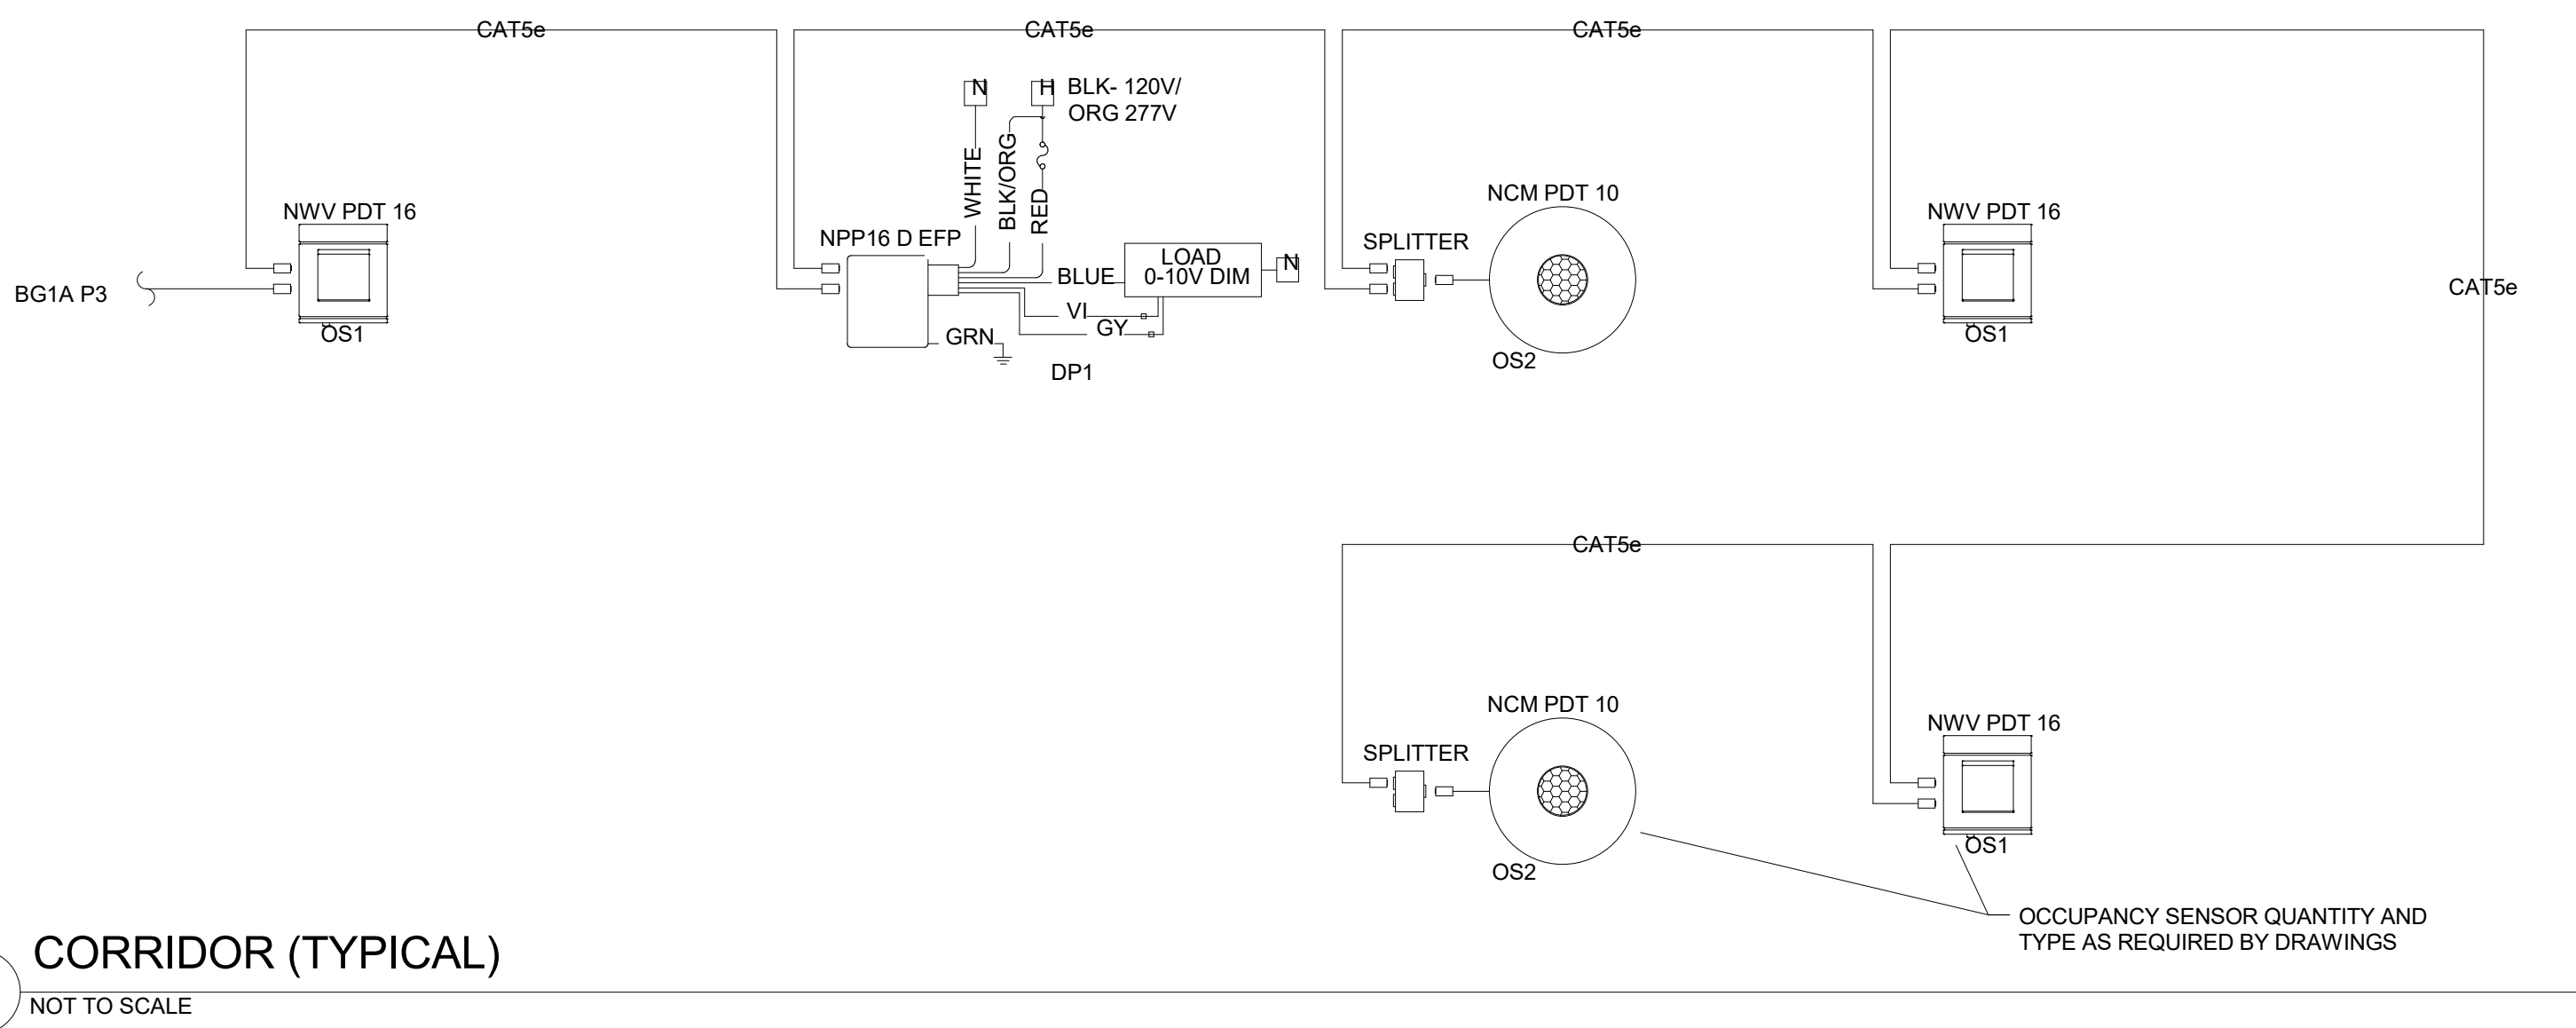 CAT5e
CAT5e
CAT5e
N
H
BLK- 120V/
ORG 277V
WHITE
BLK/ORG
RED
NWV PDT 16
NPP16 D EFP
NCM PDT 10
NWV PDT 16
SPLITTER
LOAD
0-10V DIM
N
BLUE
BG1A P3
CAT5e
VI
GY
GRN
OS1
DP1
OS2
OS1
CAT5e
NCM PDT 10
NWV PDT 16
SPLITTER
OS1
OS2
OCCUPANCY SENSOR QUANTITY AND
TYPE AS REQUIRED BY DRAWINGS
CORRIDOR (TYPICAL)
NOT TO SCALE